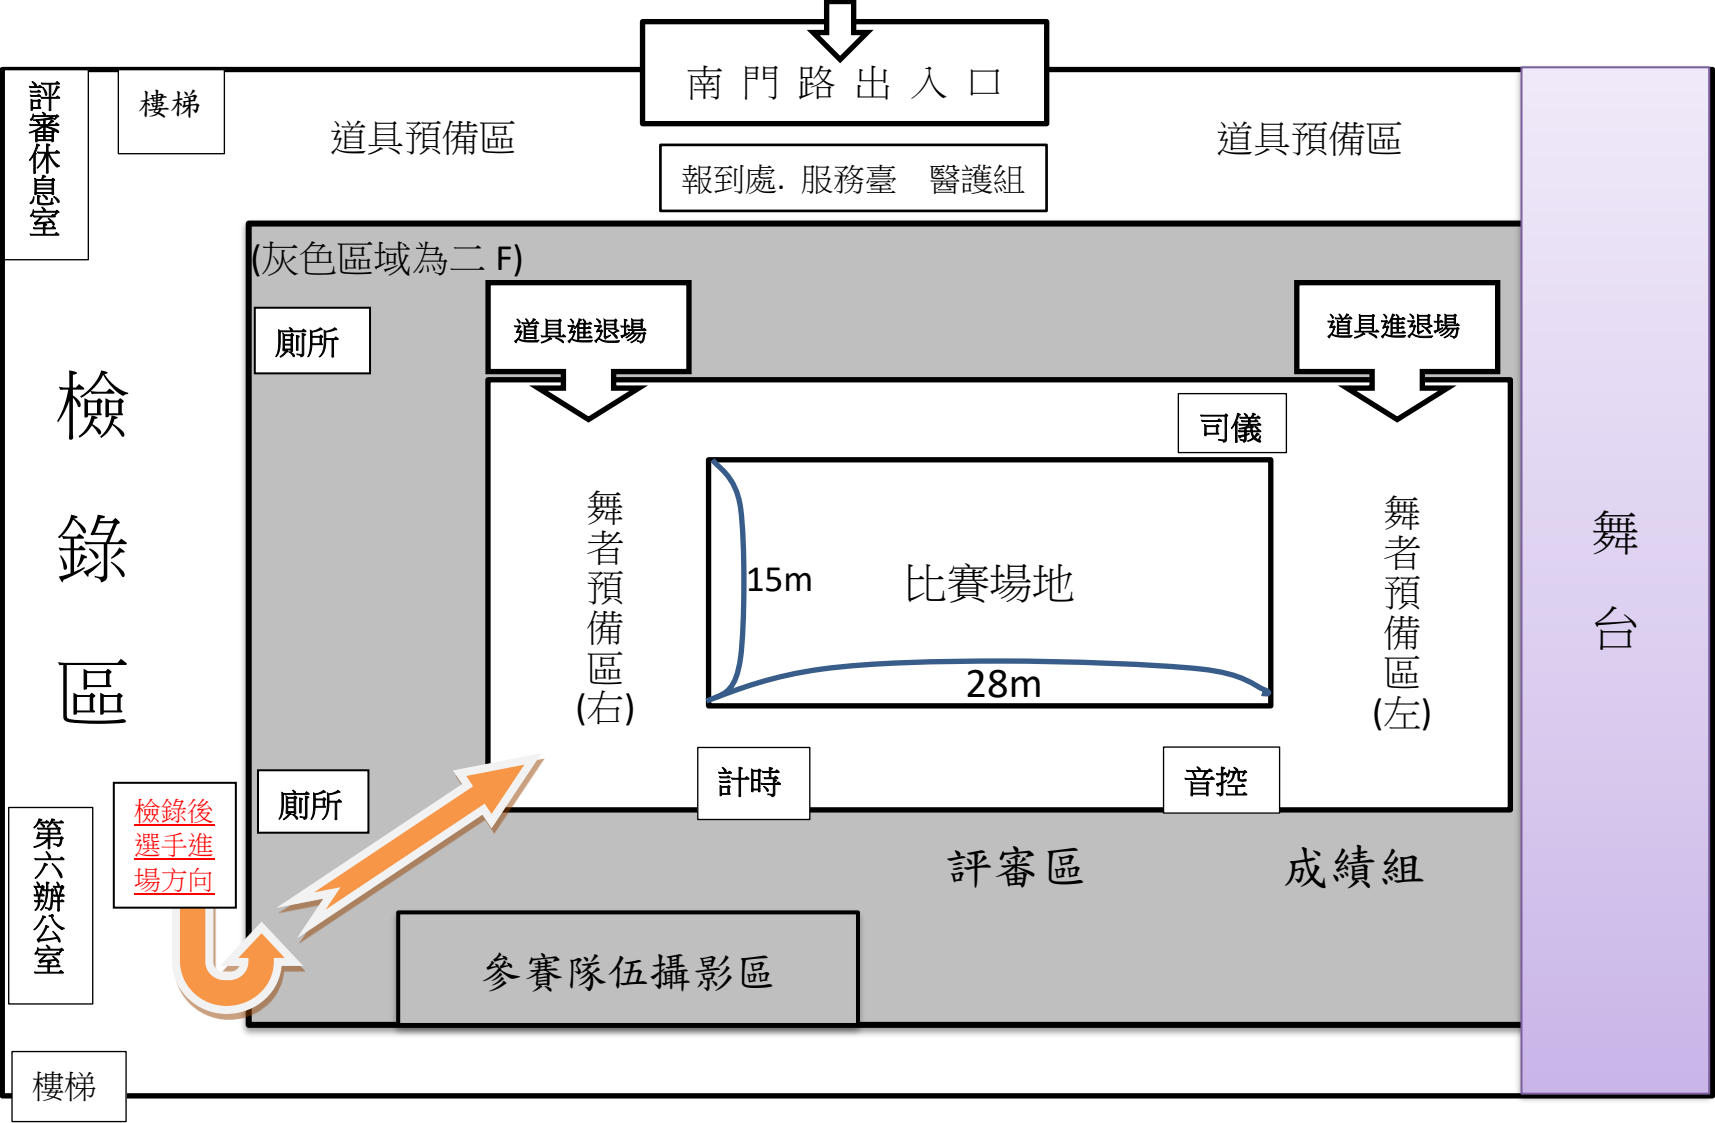 南門路出入口
評審休息室
樓梯
道具預備區
道具預備區
報到處. 服務臺　醫護組
(灰色區域為二 F)
廁所
道具進退場
道具進退場
司儀
檢錄區
舞者預備區(右)
15m
比賽場地
28m
舞者預備區(左)
舞台
計時
音控
廁所
檢錄後
選手進
場方向
第六辦公室
評審區
成績組
參賽隊伍攝影區
樓梯